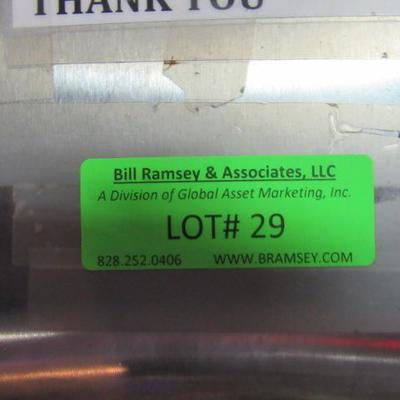 THANK YOU
Bill Ramsey & Associates, LLC
A Division of Global Asset Marketing, Inc.
LOT# 29
828.252.0406 WWW.BRAMSEY.COM